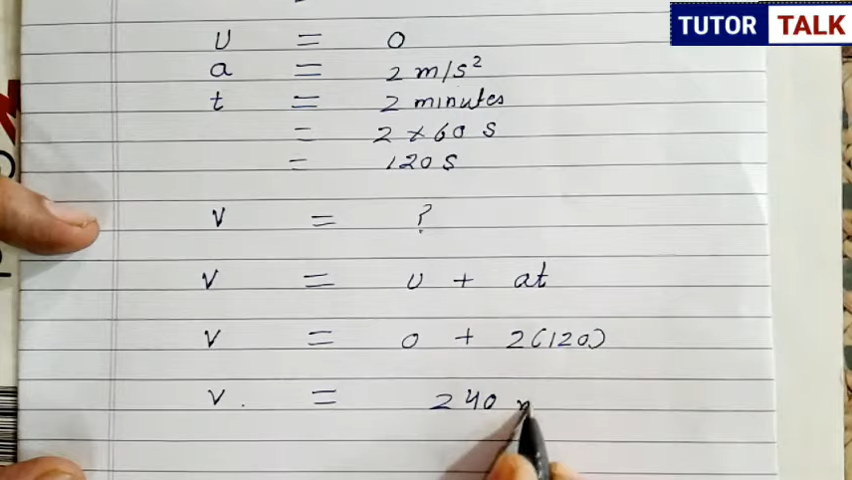 TUTOR TALK
U = 0
a = 2 m/s²
t = 2 minutes
= 2 × 60 s
= 120 s
V = ?
V = U + at
V = 0 + 2(120)
V. = 240